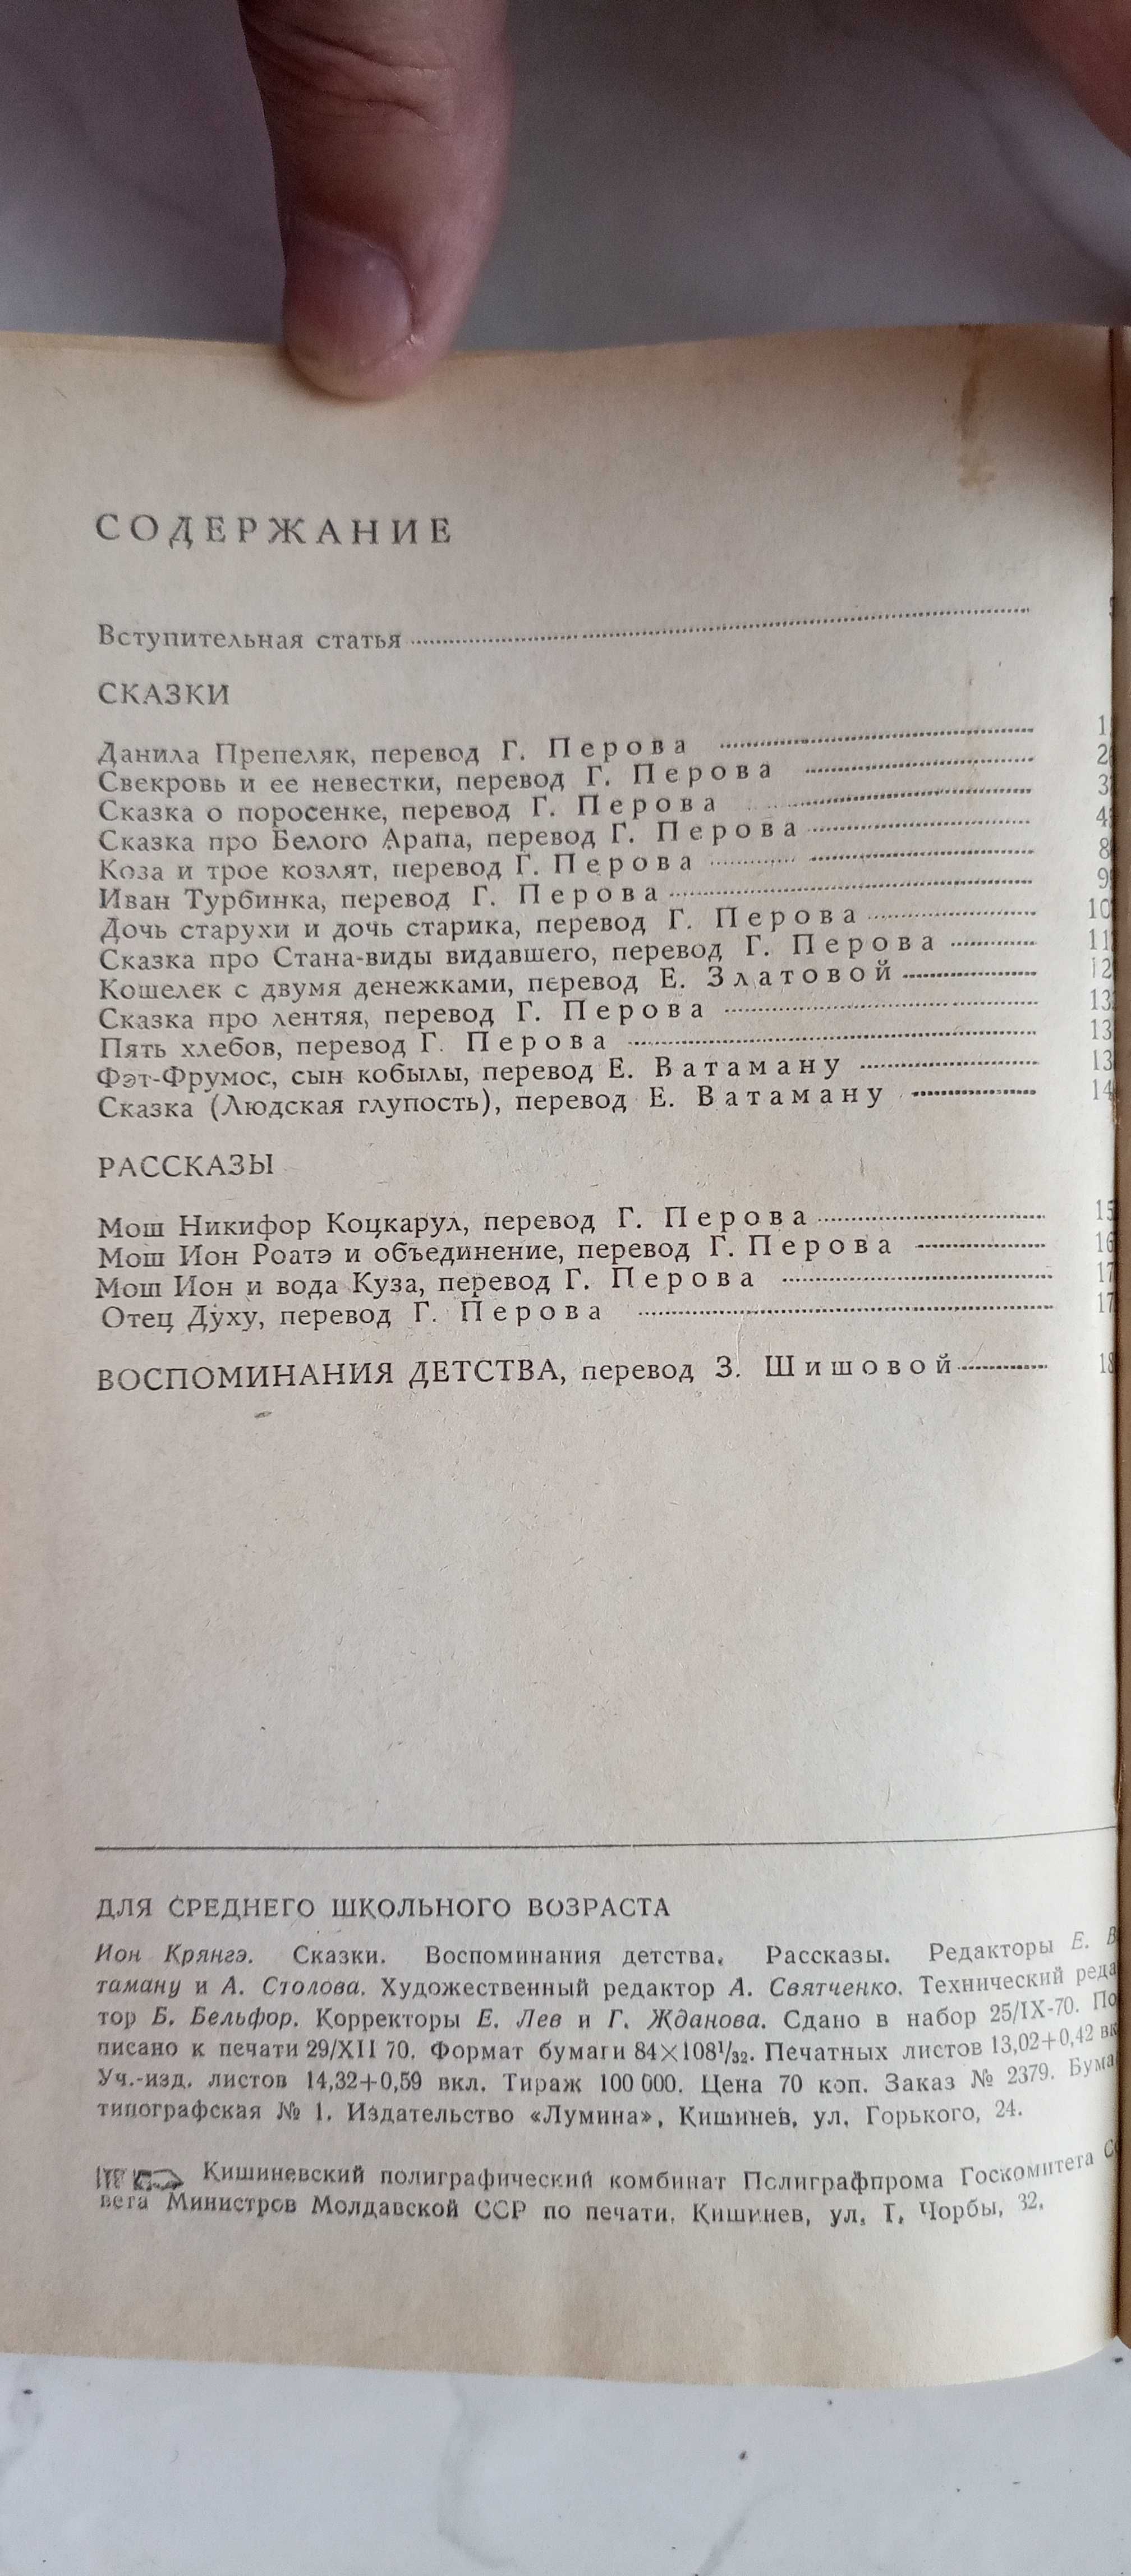 СОДЕРЖАНИЕ
Вступительная статья
СКАЗКИ
Данила Препеляк, перевод Г. Перова
Свекровь и ее невестки, перевод Г. Перова
Сказка о поросенке, перевод Г. Перова
Сказка про Белого Арапа, перевод Г. Перова
Коза и трое козлят, перевод Г. Перова
Иван Турбинка, перевод Г. Перова
Дочь старухи и дочь старика, перевод Г. Перова
Сказка про Стана-виды видавшего, перевод Г. Перова
Кошелек с двумя денежками, перевод Е. Златовой
Сказка про лентяя, перевод Г. Перова
Пять хлебов, перевод Г. Перова
Фэт-Фрумос, сын кобылы, перевод Е. Ватаману
Сказка (Людская глупость), перевод Е. Ватаману
РАССКАЗЫ
Мош Никифор Коцкарул, перевод Г. Перова
Мош Ион Роатэ и объединение, перевод Г. Перова
Мош Ион и вода Куза, перевод Г. Перова
Отец Духу, перевод Г. Перова
ВОСПОМИНАНИЯ ДЕТСТВА, перевод З. Шишовой
ДЛЯ СРЕДНЕГО ШКОЛЬНОГО ВОЗРАСТА
Ион Крянгэ. Сказки. Воспоминания детства. Рассказы. Редакторы Е. В
таману и А. Столова. Художественный редактор А. Святченко. Технический реда
тор Б. Бельфор. Корректоры Е. Лев и Г. Жданова. Сдано в набор 25/IX-70. По
писано к печати 29/XII 70. Формат бумаги 84×108¹/₃₂. Печатных листов 13,02+0,42 вк
Уч.-изд. листов 14,32+0,59 вкл. Тираж 100 000. Цена 70 коп. Заказ № 2379. Бума
типографская № 1. Издательство «Лумина», Кишинев, ул. Горького, 24.
Кишиневский полиграфический комбинат Полиграфпрома Госкомитета Со
вета Министров Молдавской ССР по печати. Кишинев, ул. Т. Чорбы, 32.